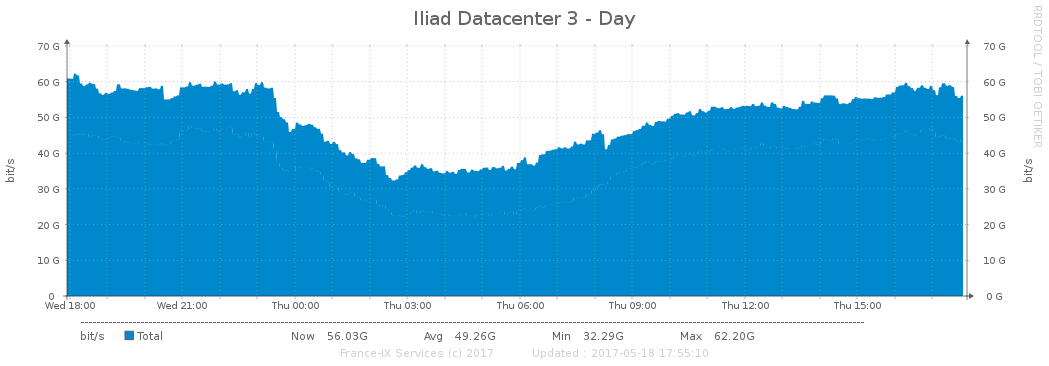 Iliad Datacenter 3 - Day
RRDTOOL / TOBI OETIKER
70 G 70 G
60 G 60 G
50 G 50 G
40 G 40 G
30 G 30 G
20 G 20 G
10 G 10 G
0 0 G
bit/s bit/s
Wed 18:00 Wed 21:00 Thu 00:00 Thu 03:00 Thu 06:00 Thu 09:00 Thu 12:00 Thu 15:00
bit/s Total Now 56.03G Avg 49.26G Min 32.29G Max 62.20G
France-IX Services (c) 2017 Updated : 2017-05-18 17:55:10